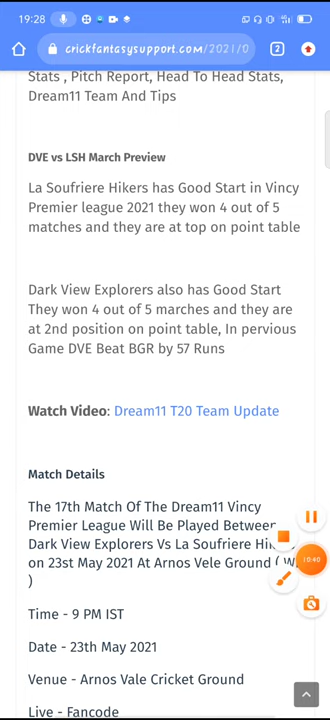 19:28
crickfantasysupport.com/2021/0
2
Stats , Pitch Report, Head To Head Stats,
Dream11 Team And Tips
DVE vs LSH March Preview
La Soufriere Hikers has Good Start in Vincy
Premier league 2021 they won 4 out of 5
matches and they are at top on point table
Dark View Explorers also has Good Start
They won 4 out of 5 marches and they are
at 2nd position on point table, In pervious
Game DVE Beat BGR by 57 Runs
Watch Video: Dream11 T20 Team Update
Match Details
The 17th Match Of The Dream11 Vincy
Premier League Will Be Played Between
Dark View Explorers Vs La Soufriere
on 23st May 2021 At Arnos Vele Ground (
)
10:40
Time - 9 PM IST
Date - 23th May 2021
Venue - Arnos Vale Cricket Ground
Live - Fancode